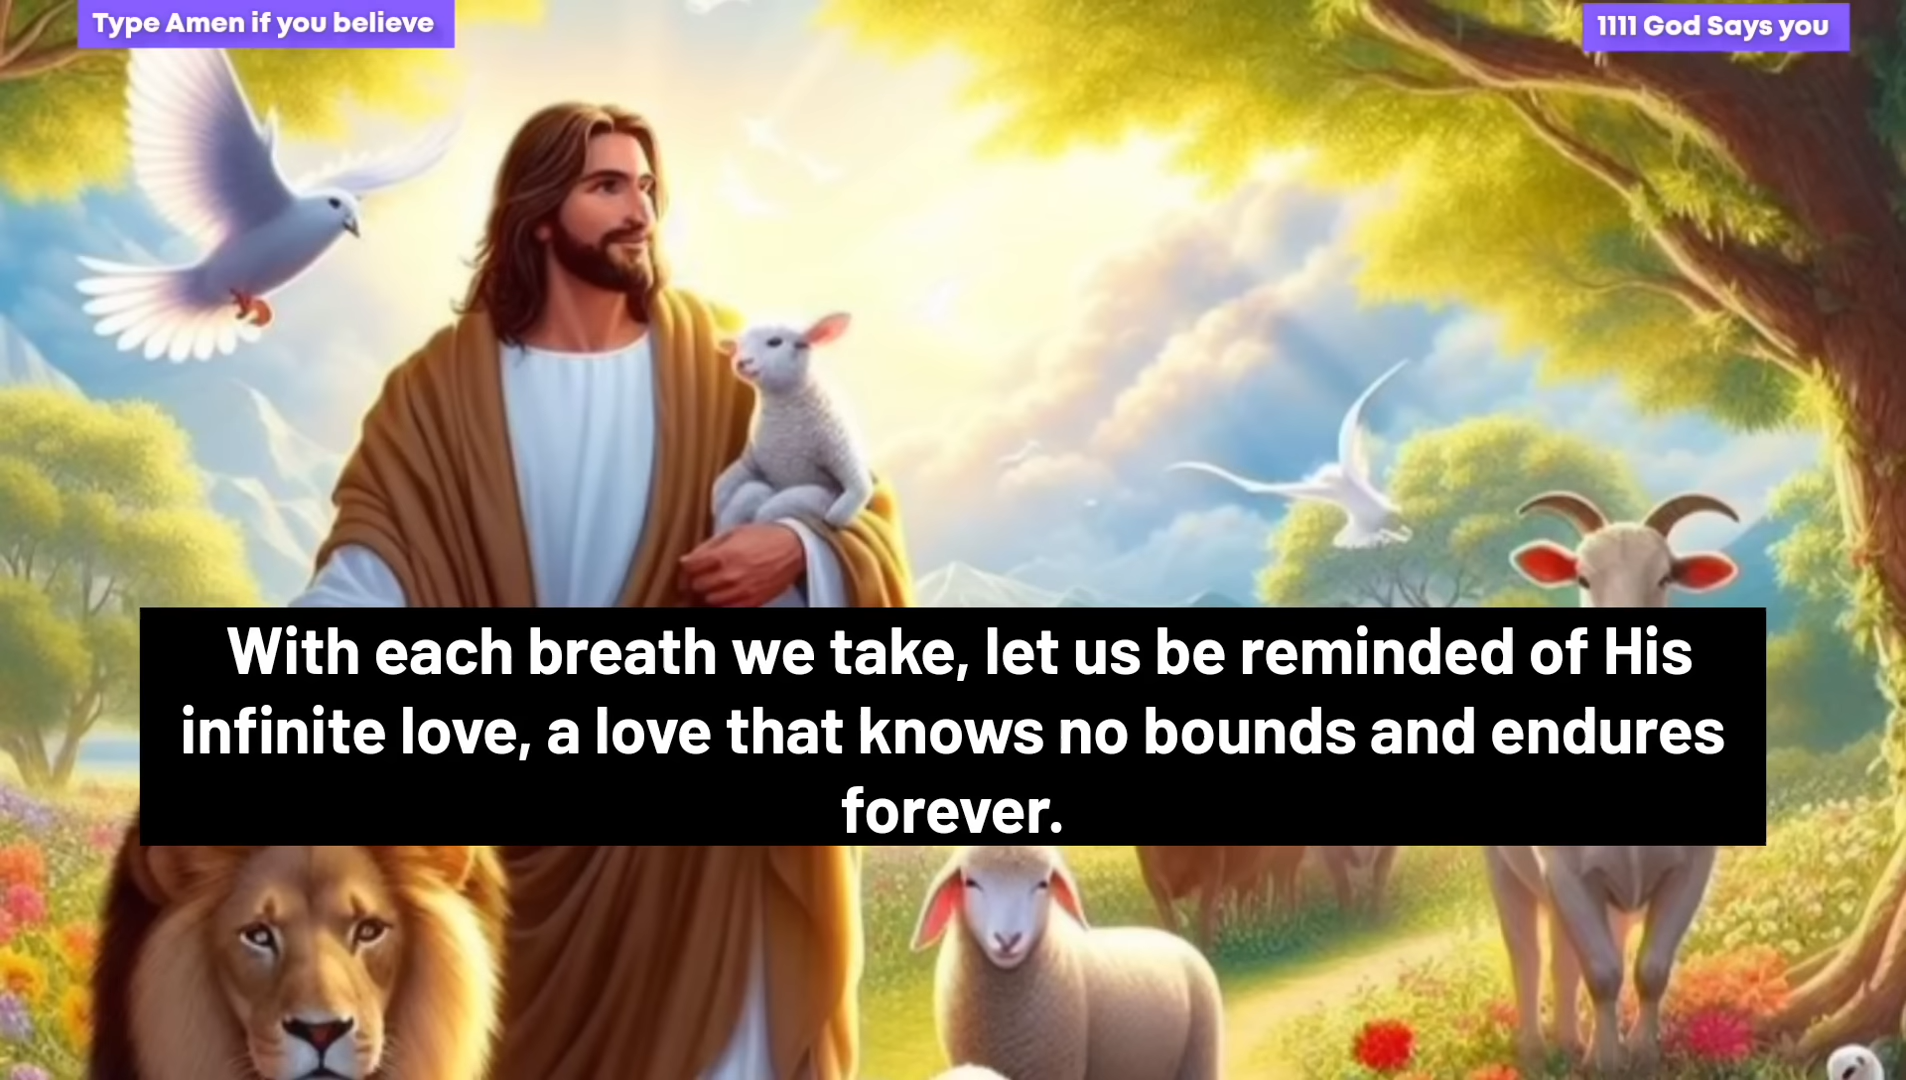 Type Amen if you believe
1111 God Says you
With each breath we take, let us be reminded of His
infinite love, a love that knows no bounds and endures
forever.